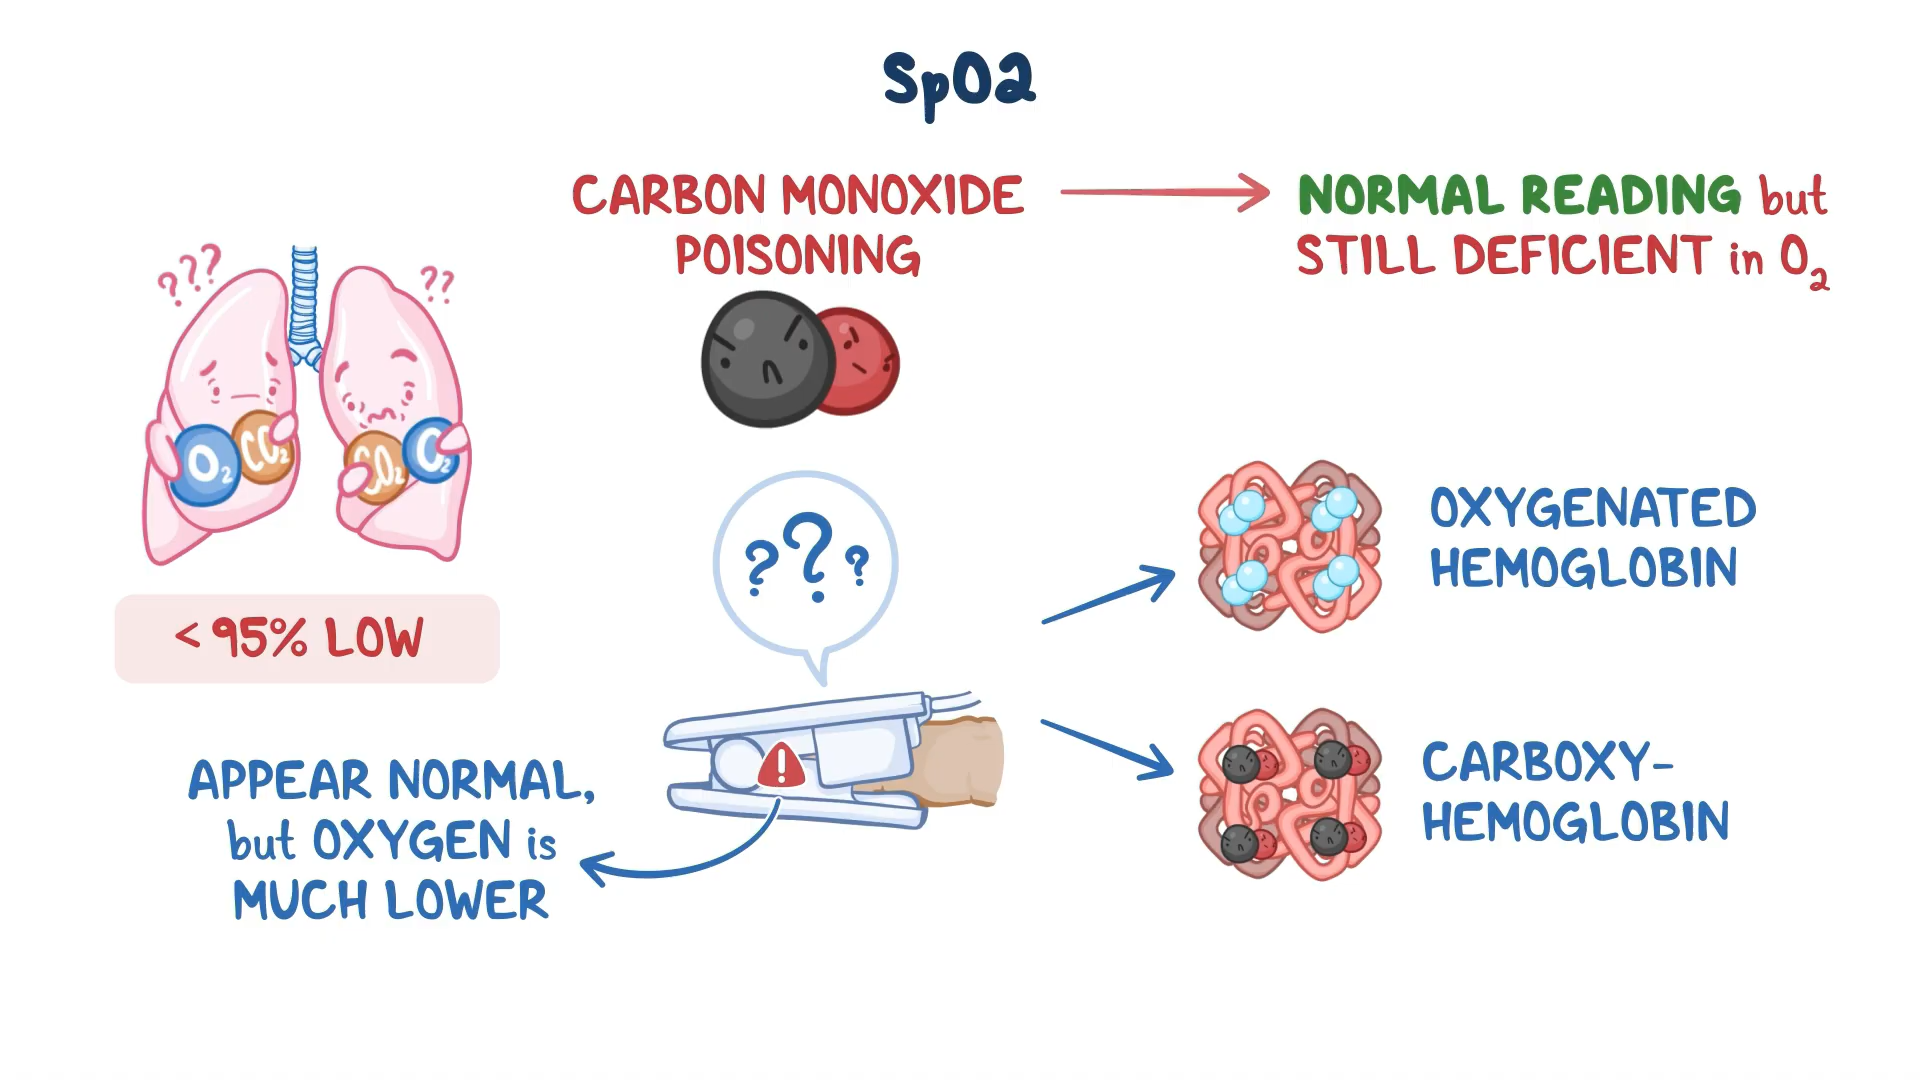 SpO2
CARBON MONOXIDE
POISONING
NORMAL READING but
STILL DEFICIENT in O₂
???
??
O₂
CO₂
CO₂
O₂
< 95% LOW
???
OXYGENATED
HEMOGLOBIN
APPEAR NORMAL,
but OXYGEN is
MUCH LOWER
!
CARBOXY-
HEMOGLOBIN